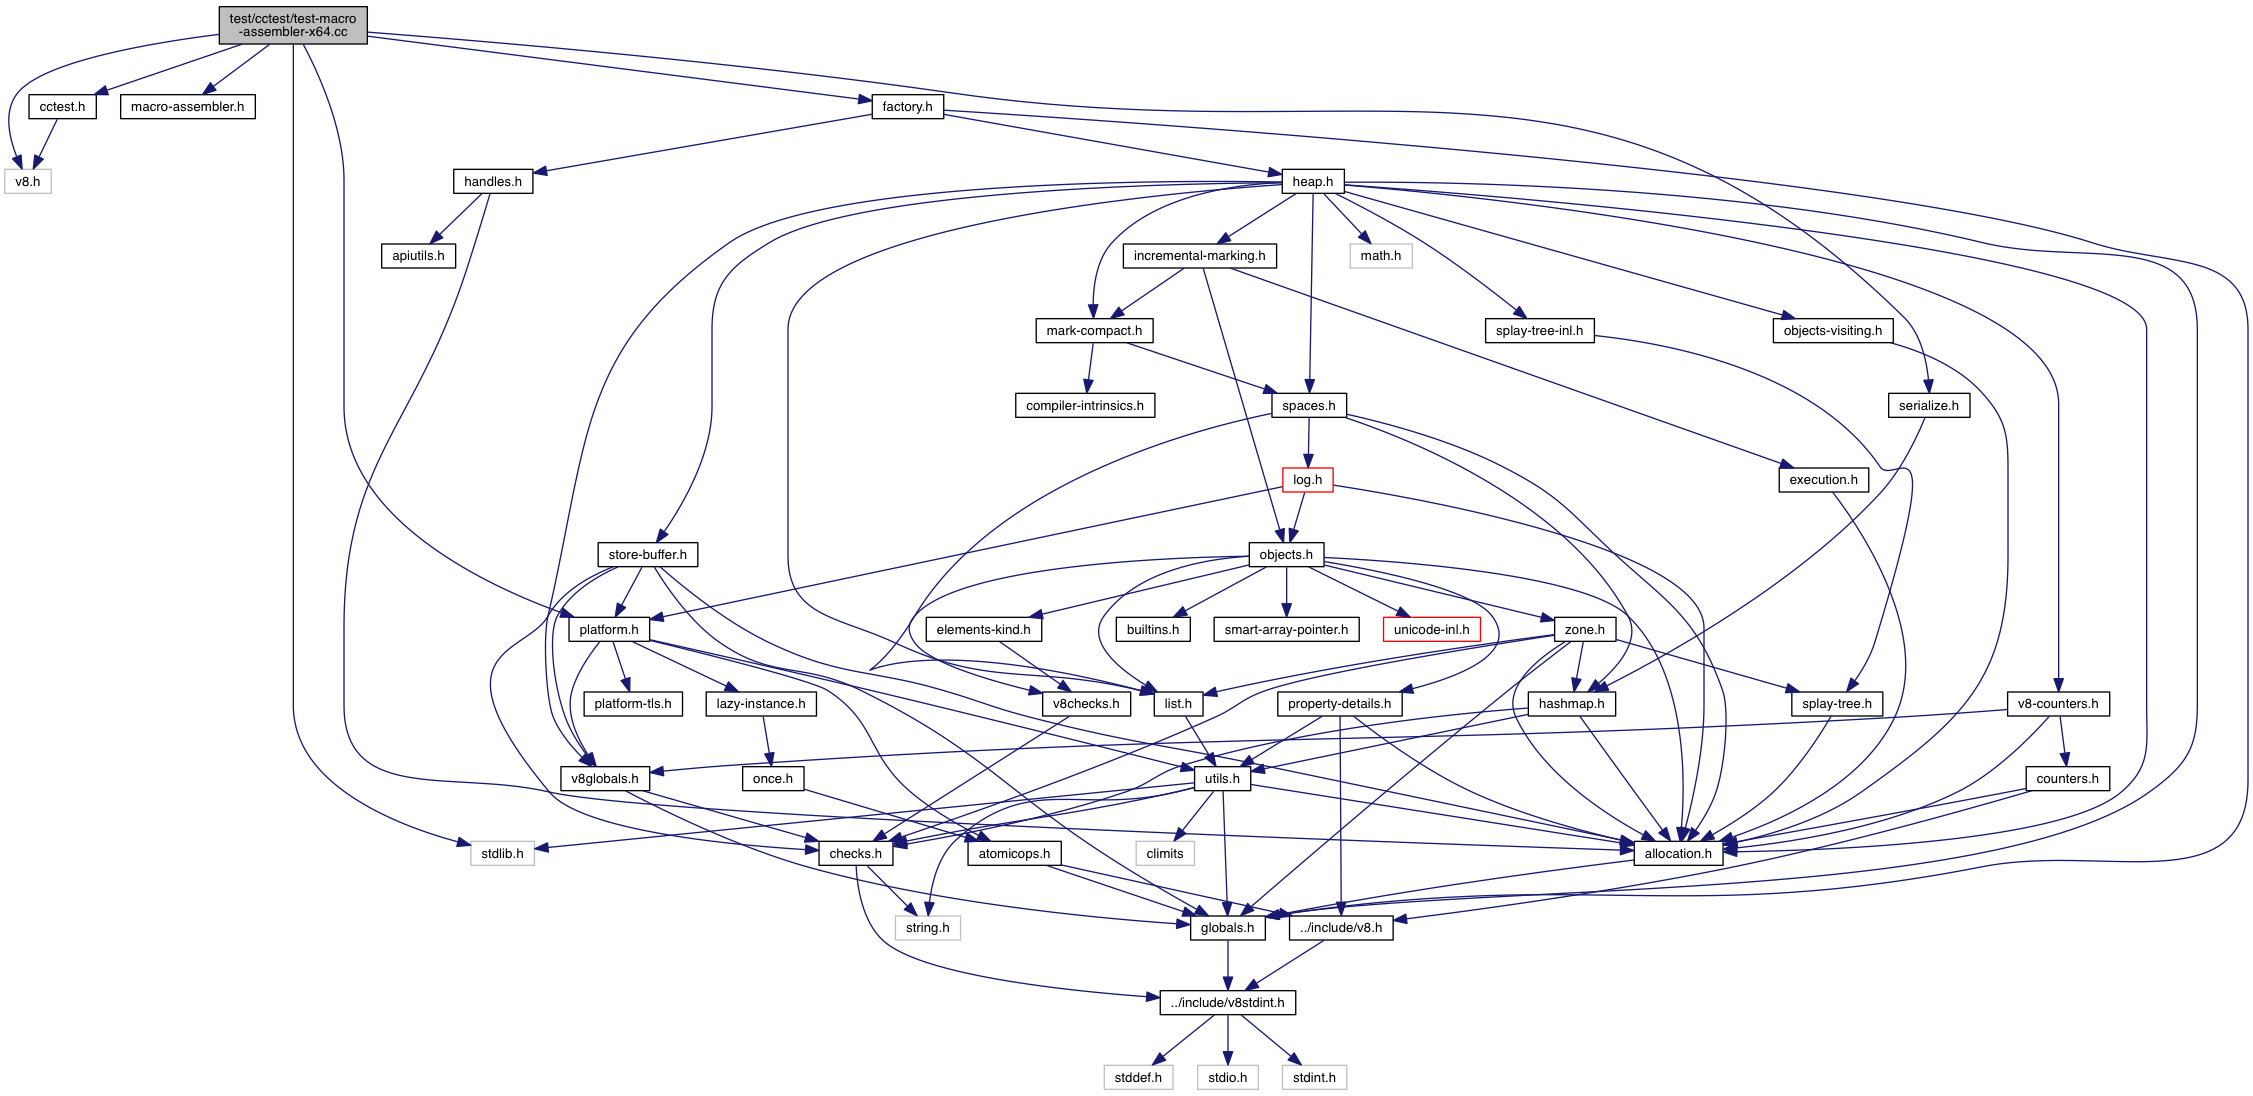 test/cctest/test-macro
-assembler-x64.cc
cctest.h
macro-assembler.h
factory.h
v8.h
handles.h
heap.h
apiutils.h
incremental-marking.h
math.h
mark-compact.h
splay-tree-inl.h
objects-visiting.h
compiler-intrinsics.h
spaces.h
serialize.h
log.h
execution.h
store-buffer.h
objects.h
platform.h
elements-kind.h
builtins.h
smart-array-pointer.h
unicode-inl.h
zone.h
platform-tls.h
lazy-instance.h
v8checks.h
list.h
property-details.h
hashmap.h
splay-tree.h
v8-counters.h
v8globals.h
once.h
utils.h
counters.h
stdlib.h
checks.h
atomicops.h
climits
allocation.h
string.h
globals.h
../include/v8.h
../include/v8stdint.h
stddef.h
stdio.h
stdint.h